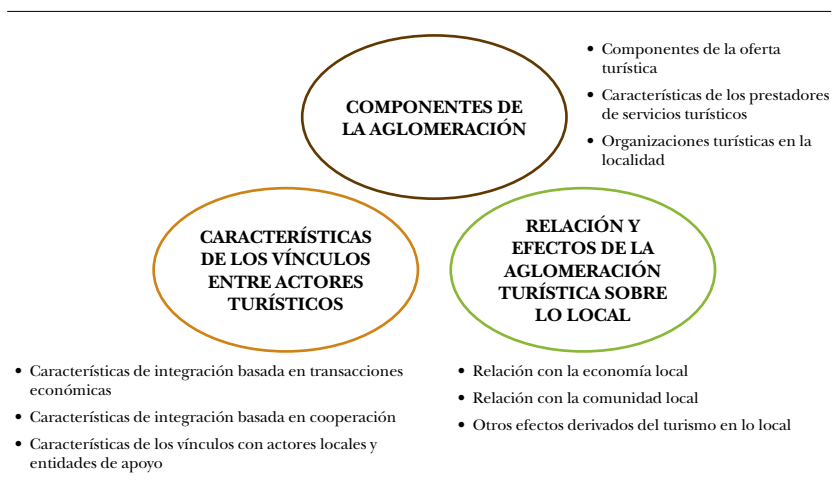 COMPONENTES DE
LA AGLOMERACIÓN
• Componentes de la oferta
turística
• Características de los prestadores
de servicios turísticos
• Organizaciones turísticas en la
localidad
CARACTERÍSTICAS
DE LOS VÍNCULOS
ENTRE ACTORES
TURÍSTICOS
RELACIÓN Y
EFECTOS DE LA
AGLOMERACIÓN
TURÍSTICA SOBRE
LO LOCAL
• Características de integración basada en transacciones
económicas
• Características de integración basada en cooperación
• Características de los vínculos con actores locales y
entidades de apoyo
• Relación con la economía local
• Relación con la comunidad local
• Otros efectos derivados del turismo en lo local